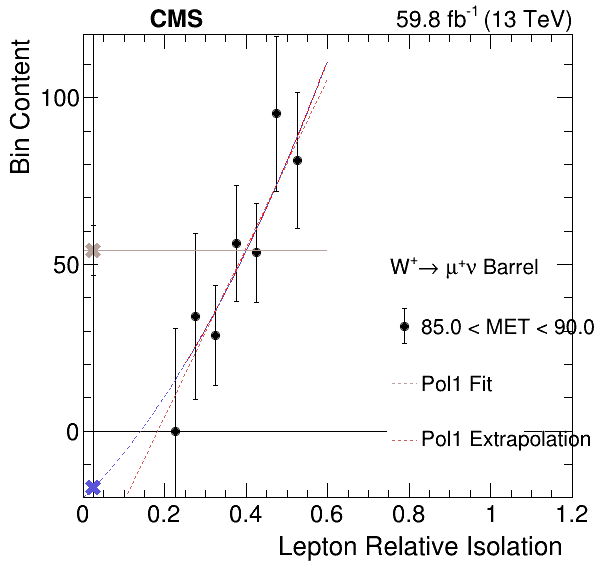 CMS 59.8 fb⁻¹ (13 TeV)
Bin Content
100
50
0
W⁺→ μ⁺ν Barrel
85.0 < MET < 90.0
Pol1 Fit
Pol1 Extrapolation
0 0.2 0.4 0.6 0.8 1 1.2
Lepton Relative Isolation